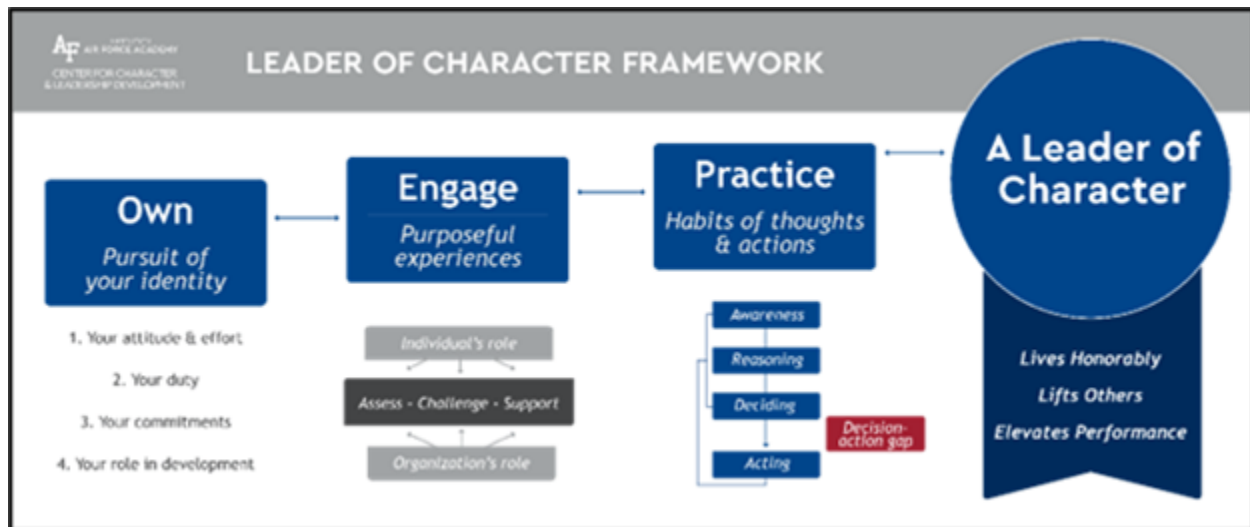 AF AIR FORCE ACADEMY
CENTER FOR CHARACTER
& LEADERSHIP DEVELOPMENT
LEADER OF CHARACTER FRAMEWORK
Own
Pursuit of
your identity
1. Your attitude & effort
2. Your duty
3. Your commitments
4. Your role in development
Engage
Purposeful
experiences
Individual's role
Assess - Challenge - Support
Organization's role
Practice
Habits of thoughts
& actions
Awareness
Reasoning
Deciding
Decision-
action gap
Acting
A Leader of
Character
Lives Honorably
Lifts Others
Elevates Performance